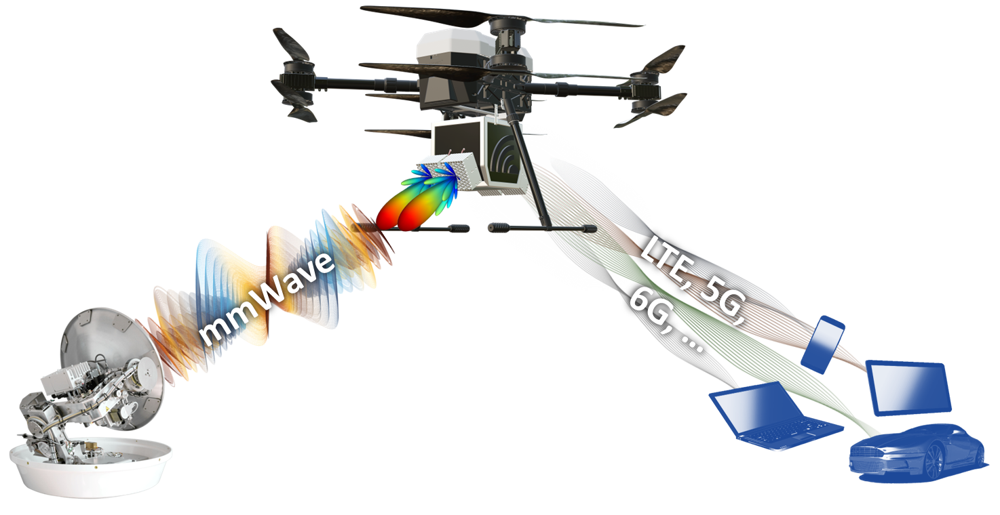 mmWave
LTE, 5G,
6G, ...